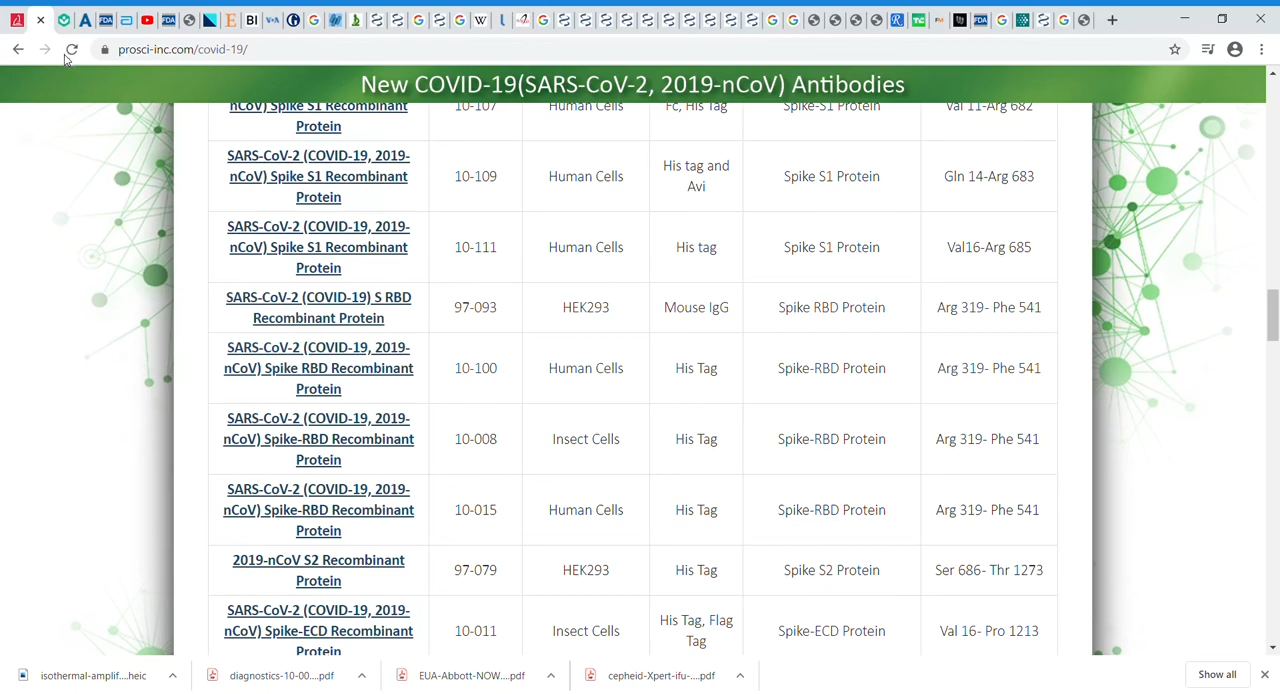 prosci-inc.com/covid-19/
New COVID-19(SARS-CoV-2, 2019-nCoV) Antibodies
nCoV) Spike S1 Recombinant
Protein
10-107
Human Cells
Fc, His Tag
Spike-S1 Protein
Val 11-Arg 682
SARS-CoV-2 (COVID-19, 2019-
nCoV) Spike S1 Recombinant
Protein
10-109
Human Cells
His tag and
Avi
Spike S1 Protein
Gln 14-Arg 683
SARS-CoV-2 (COVID-19, 2019-
nCoV) Spike S1 Recombinant
Protein
10-111
Human Cells
His tag
Spike S1 Protein
Val16-Arg 685
SARS-CoV-2 (COVID-19) S RBD
Recombinant Protein
97-093
HEK293
Mouse IgG
Spike RBD Protein
Arg 319- Phe 541
SARS-CoV-2 (COVID-19, 2019-
nCoV) Spike RBD Recombinant
Protein
10-100
Human Cells
His Tag
Spike-RBD Protein
Arg 319- Phe 541
SARS-CoV-2 (COVID-19, 2019-
nCoV) Spike-RBD Recombinant
Protein
10-008
Insect Cells
His Tag
Spike-RBD Protein
Arg 319- Phe 541
SARS-CoV-2 (COVID-19, 2019-
nCoV) Spike-RBD Recombinant
Protein
10-015
Human Cells
His Tag
Spike-RBD Protein
Arg 319- Phe 541
2019-nCoV S2 Recombinant
Protein
97-079
HEK293
His Tag
Spike S2 Protein
Ser 686- Thr 1273
SARS-CoV-2 (COVID-19, 2019-
nCoV) Spike-ECD Recombinant
Protein
10-011
Insect Cells
His Tag, Flag
Tag
Spike-ECD Protein
Val 16- Pro 1213
isothermal-amplif....heic
diagnostics-10-00....pdf
EUA-Abbott-NOW....pdf
cepheid-Xpert-ifu-....pdf
Show all